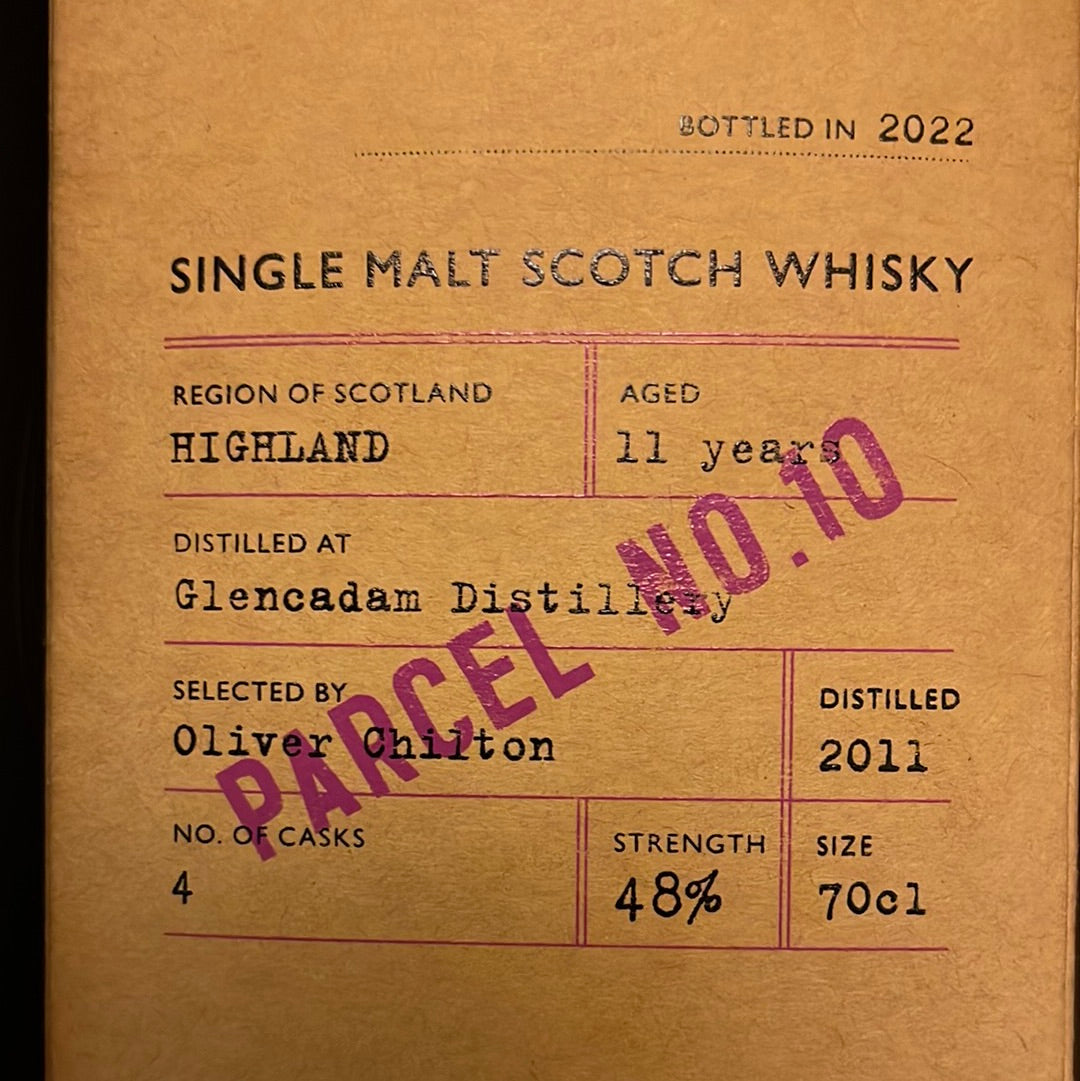 BOTTLED IN 2022
SINGLE MALT SCOTCH WHISKY
REGION OF SCOTLAND
HIGHLAND
AGED
11 years
DISTILLED AT
Glencadam Distillery
SELECTED BY
Oliver Chilton
DISTILLED
2011
NO. OF CASKS
4
STRENGTH
48%
SIZE
70cl
PARCEL NO.10